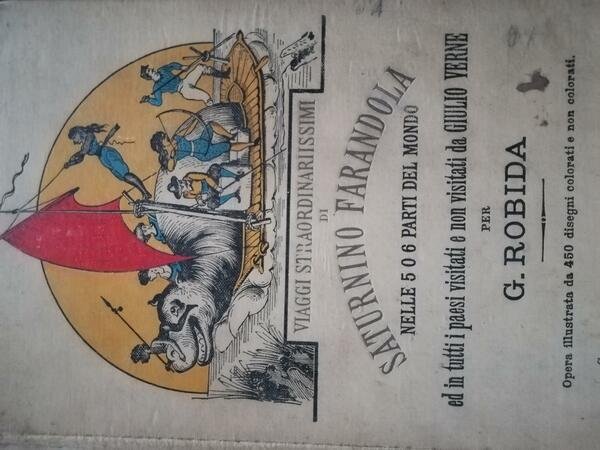 VIAGGI STRAORDINARIISSIMI
DI
SATURNINO FARANDOLA
NELLE 5 O 6 PARTI DEL MONDO
ed in tutti i paesi visitati e non visitati da GIULIO VERNE
PER
G. ROBIDA
Opera illustrata da 450 disegni colorati e non colorati.